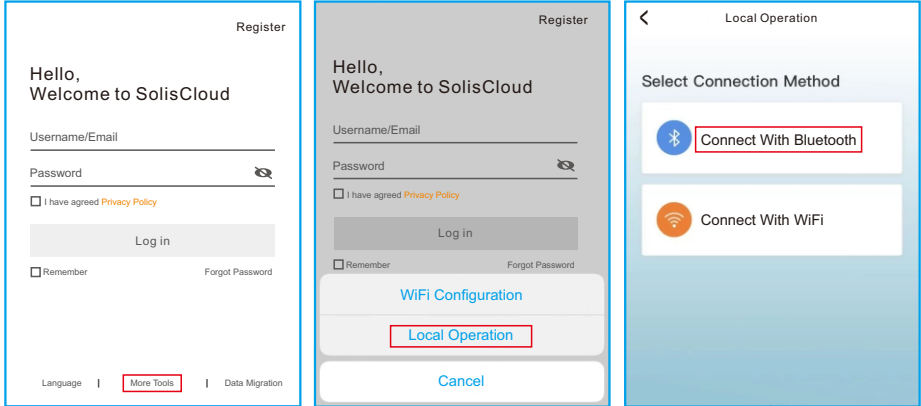 Register
Hello,
Welcome to SolisCloud
Username/Email
Password
I have agreed Privacy Policy
Log in
Remember Forgot Password
Language | More Tools | Data Migration
Register
Hello,
Welcome to SolisCloud
Username/Email
Password
I have agreed Privacy Policy
Log in
Remember Forgot Password
WiFi Configuration
Local Operation
Cancel
Local Operation
Select Connection Method
Connect With Bluetooth
Connect With WiFi